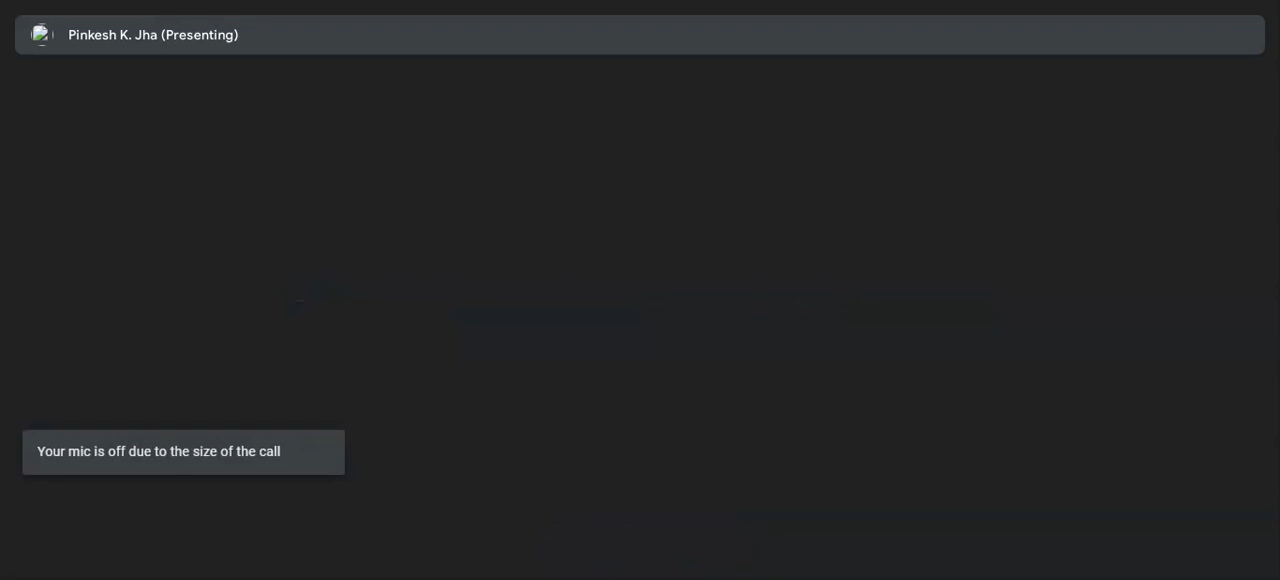 Pinkesh K. Jha (Presenting)
Your mic is off due to the size of the call